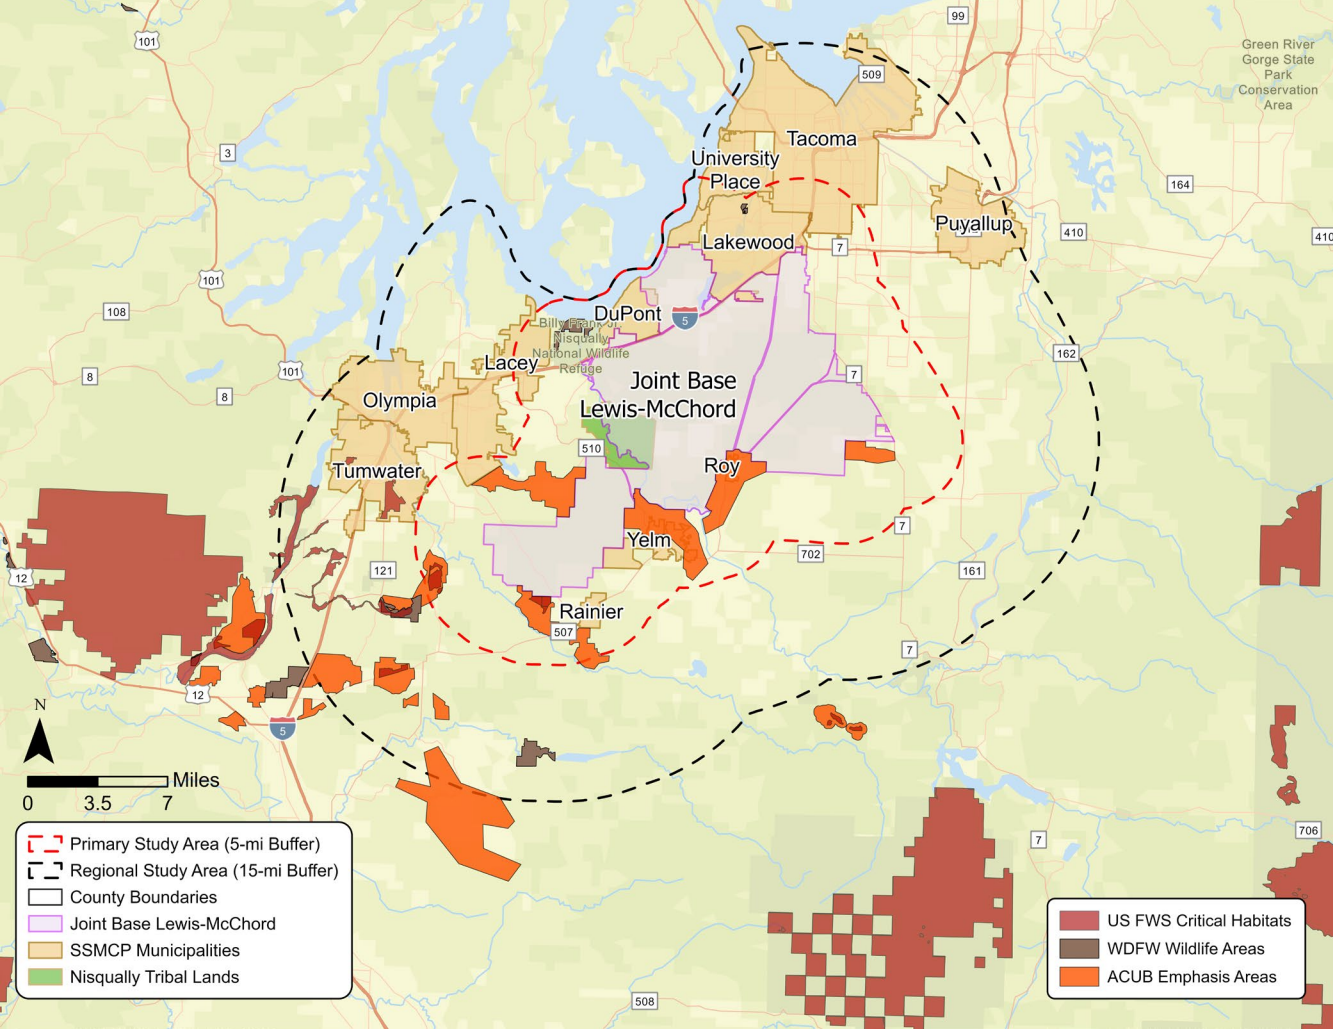 99
101
Green River
Gorge State
Park
Conservation
Area
509
Tacoma
3
University
Place
164
Puyallup
410
410
Lakewood
7
101
108
DuPont
5
Billy Frank Jr
Nisqually
National Wildlife
Refuge
162
Lacey
101
8
8
7
Joint Base
Lewis-McChord
Olympia
510
Roy
Tumwater
7
Yelm
702
121
161
12
Rainier
507
7
12
N
5
Miles
0 3.5 7
706
7
Primary Study Area (5-mi Buffer)
Regional Study Area (15-mi Buffer)
County Boundaries
Joint Base Lewis-McChord
SSMCP Municipalities
Nisqually Tribal Lands
US FWS Critical Habitats
WDFW Wildlife Areas
ACUB Emphasis Areas
508